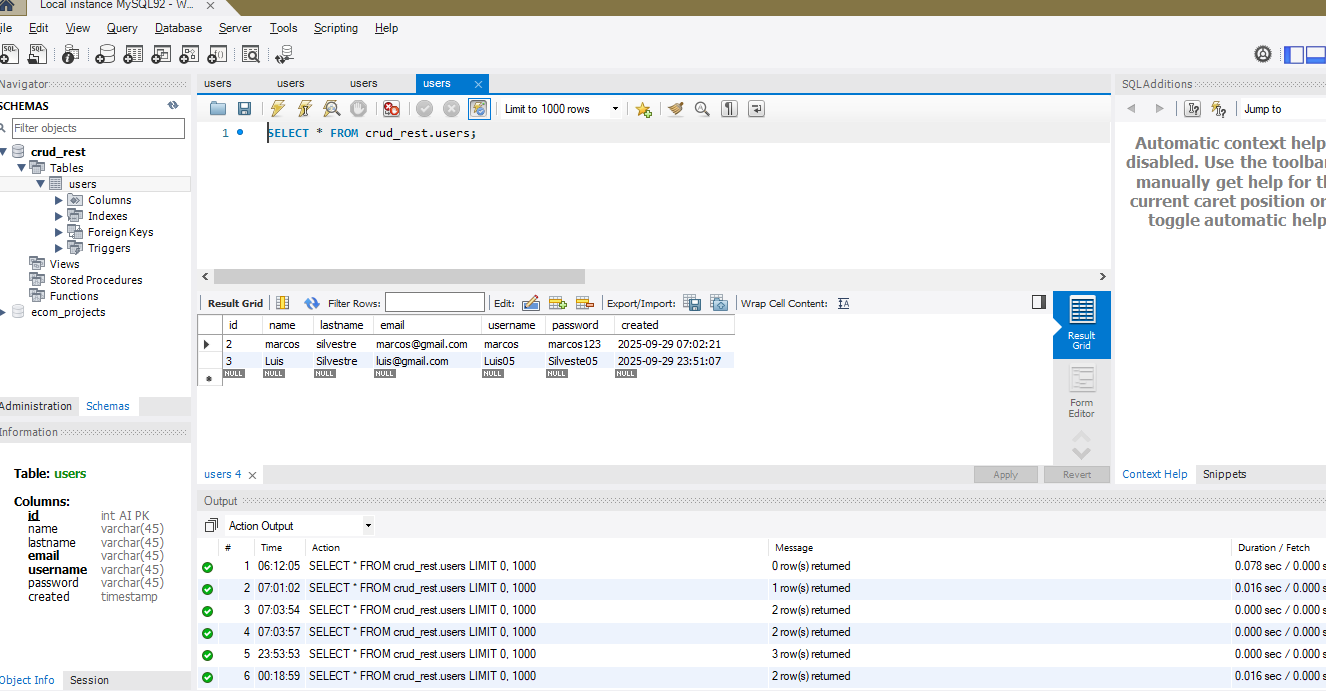 Local instance MySQL92 - W...
ile Edit View Query Database Server Tools Scripting Help
Navigator
SCHEMAS
Filter objects
crud_rest
Tables
users
Columns
Indexes
Foreign Keys
Triggers
Views
Stored Procedures
Functions
ecom_projects
Administration Schemas
Information
Table: users
Columns:
id int AI PK
name varchar(45)
lastname varchar(45)
email varchar(45)
username varchar(45)
password varchar(45)
created timestamp
Object Info Session
users users users users
Limit to 1000 rows
1 SELECT * FROM crud_rest.users;
Result Grid Filter Rows: Edit: Export/Import: Wrap Cell Content:
id name lastname email username password created
2 marcos silvestre marcos@gmail.com marcos marcos123 2025-09-29 07:02:21
3 Luis Silvestre luis@gmail.com Luis05 Silveste05 2025-09-29 23:51:07
NULL NULL NULL NULL NULL NULL NULL
Result
Grid
Form
Editor
users 4 Apply Revert
Output
Action Output
# Time Action Message Duration / Fetch
1 06:12:05 SELECT * FROM crud_rest.users LIMIT 0, 1000 0 row(s) returned 0.078 sec / 0.000 s
2 07:01:02 SELECT * FROM crud_rest.users LIMIT 0, 1000 1 row(s) returned 0.016 sec / 0.000 s
3 07:03:54 SELECT * FROM crud_rest.users LIMIT 0, 1000 2 row(s) returned 0.000 sec / 0.000 s
4 07:03:57 SELECT * FROM crud_rest.users LIMIT 0, 1000 2 row(s) returned 0.000 sec / 0.000 s
5 23:53:53 SELECT * FROM crud_rest.users LIMIT 0, 1000 3 row(s) returned 0.000 sec / 0.000 s
6 00:18:59 SELECT * FROM crud_rest.users LIMIT 0, 1000 2 row(s) returned 0.016 sec / 0.000 s
SQLAdditions
Jump to
Automatic context help
disabled. Use the toolba
manually get help for t
current caret position or
toggle automatic help
Context Help Snippets